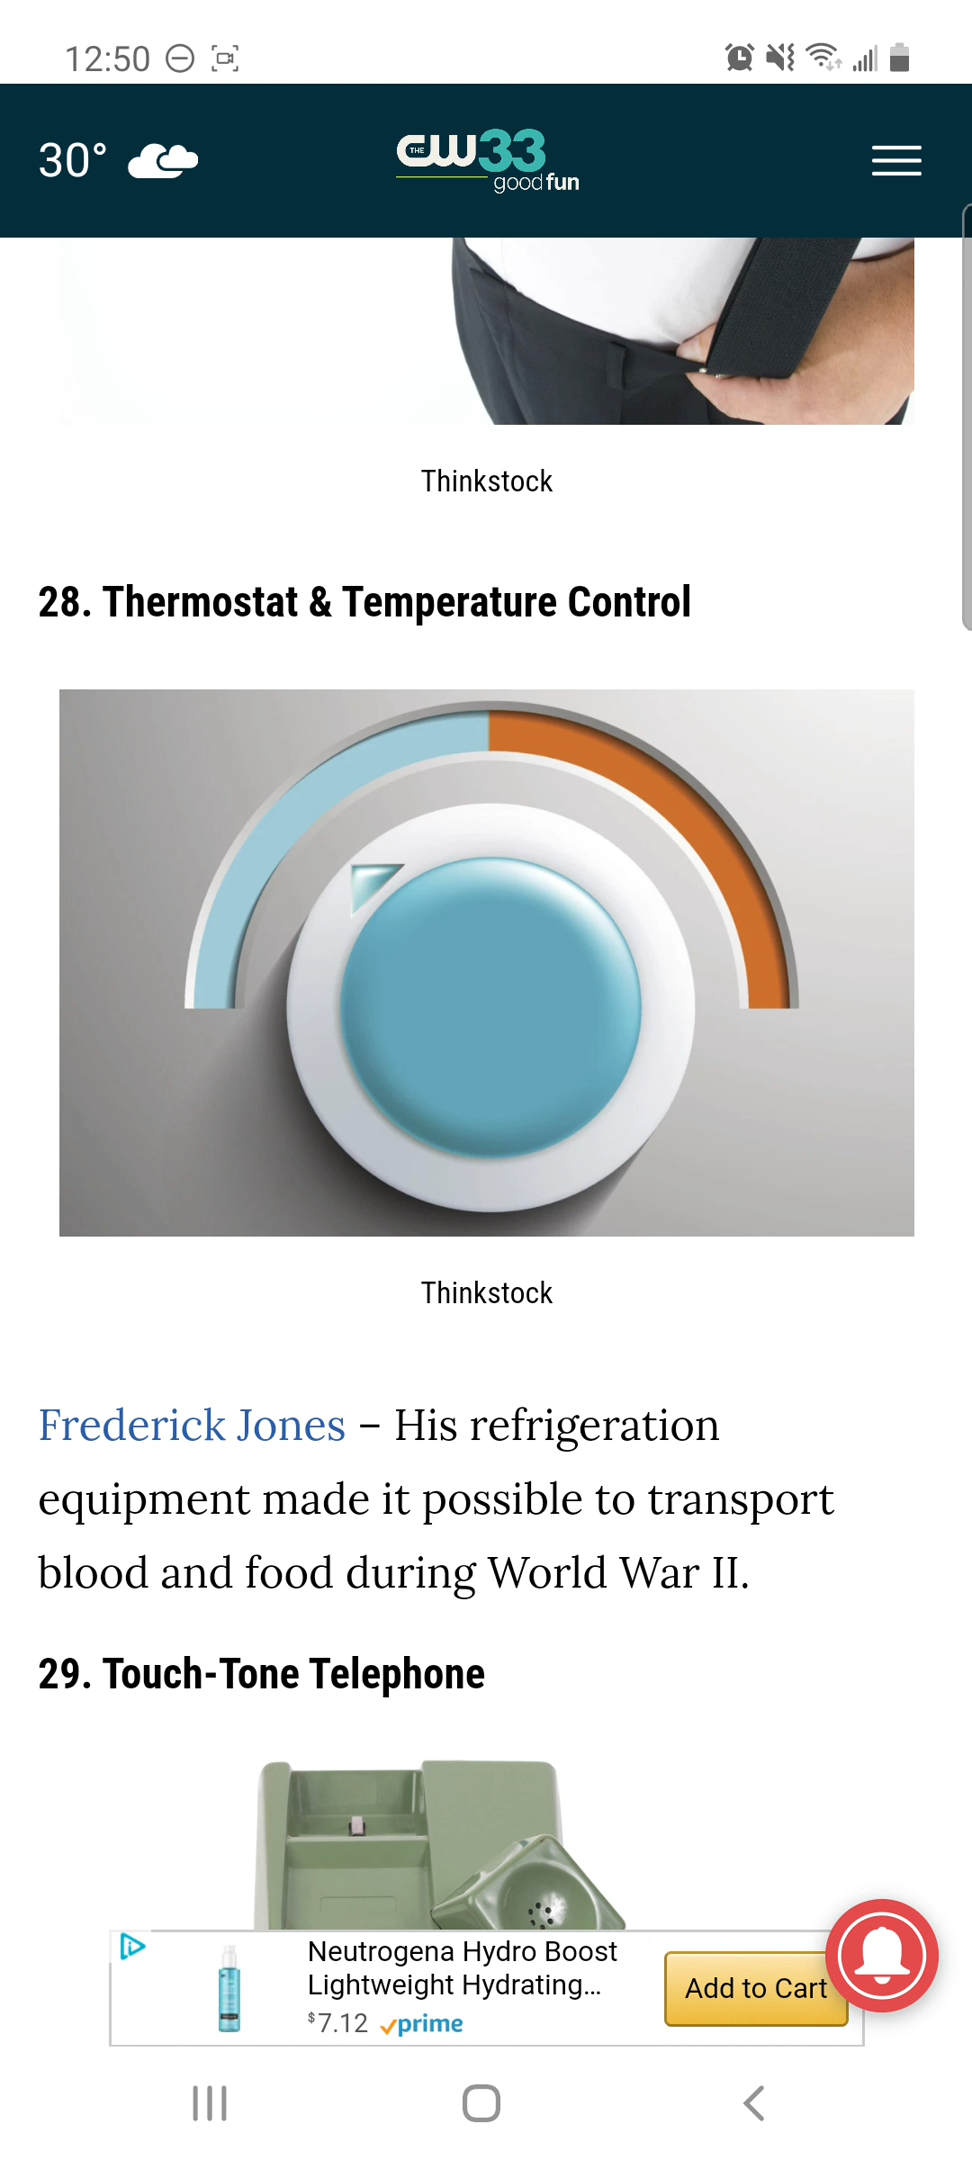 12:50
30°
THE CW33
good fun
Thinkstock
28. Thermostat & Temperature Control
Thinkstock
Frederick Jones – His refrigeration
equipment made it possible to transport
blood and food during World War II.
29. Touch-Tone Telephone
Neutrogena Hydro Boost
Lightweight Hydrating...
$7.12 prime
Add to Cart